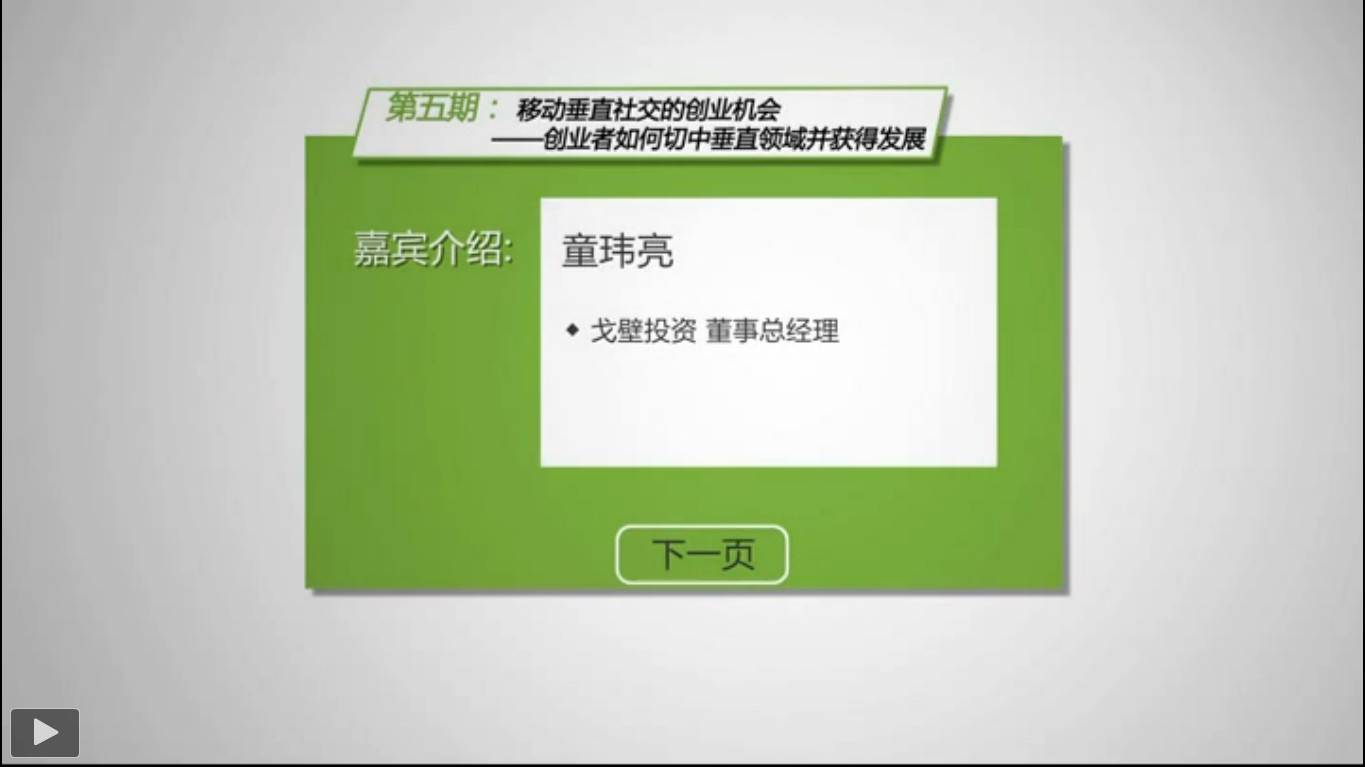 第五期： 移动垂直社交的创业机会
——创业者如何切中垂直领域并获得发展
嘉宾介绍:
童玮亮
◆ 戈壁投资 董事总经理
下一页